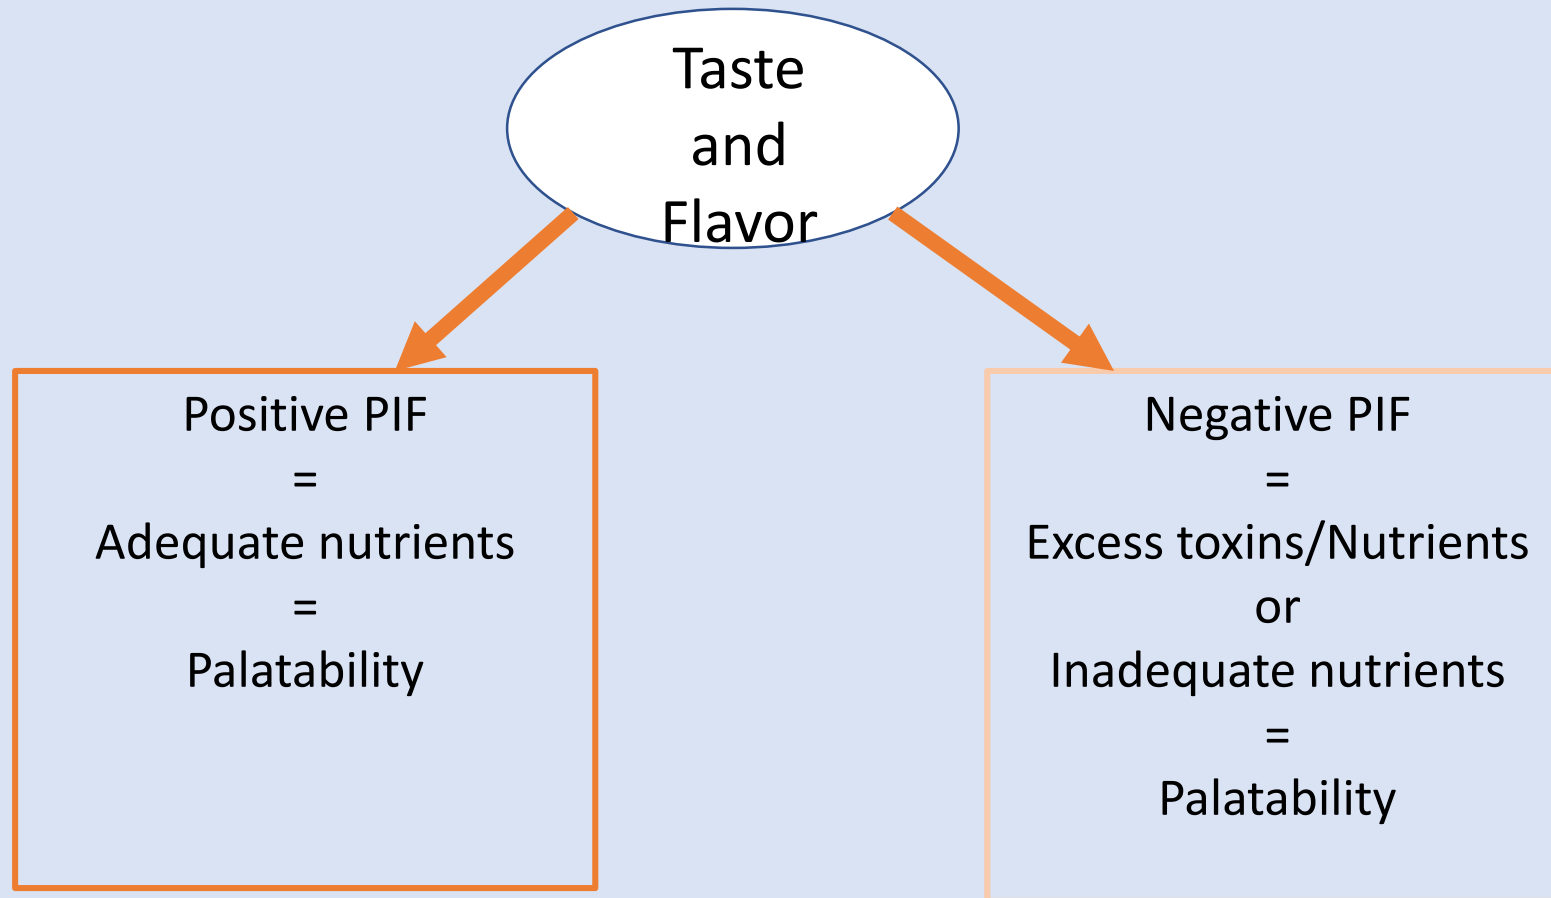 Taste
and
Flavor
Positive PIF
=
Adequate nutrients
=
Palatability
Negative PIF
=
Excess toxins/Nutrients
or
Inadequate nutrients
=
Palatability